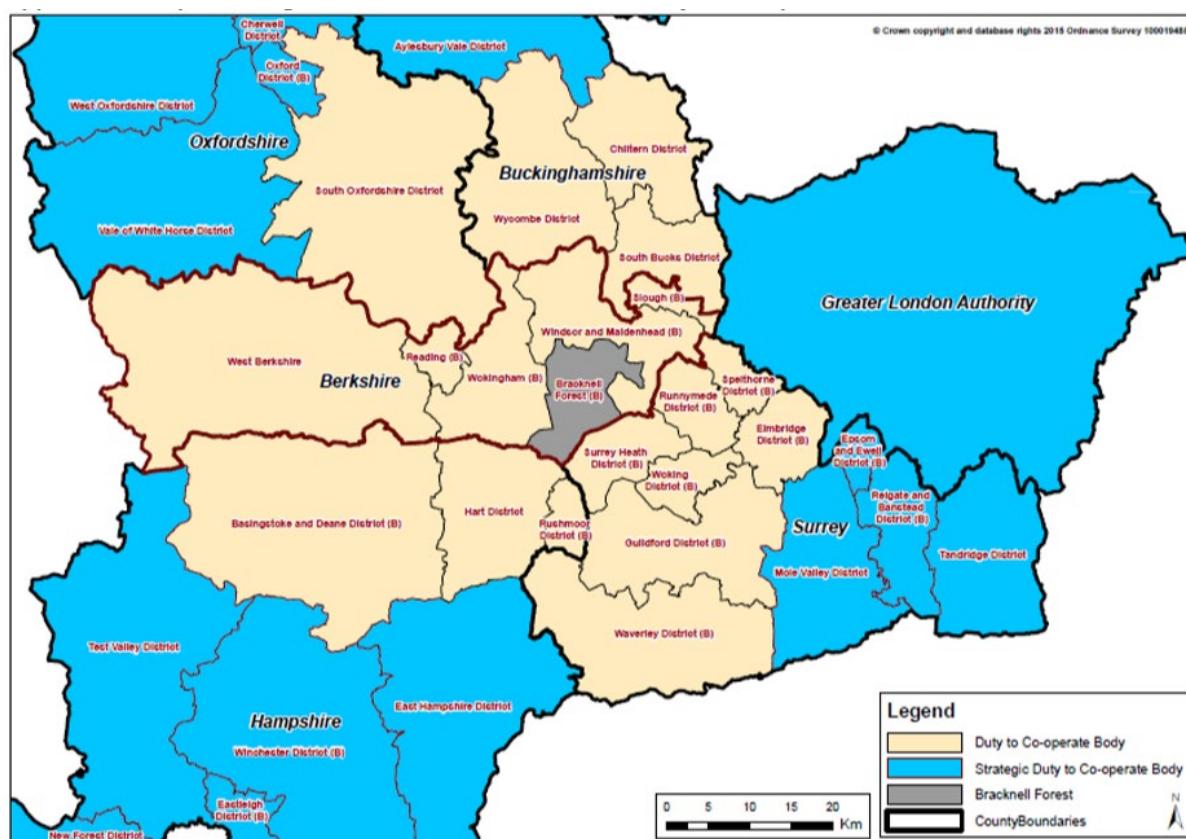 © Crown copyright and database rights 2015 Ordnance Survey 100019488
Cherwell
District
Aylesbury Vale District
Oxford
District (B)
West Oxfordshire District
Oxfordshire
Chiltern District
Buckinghamshire
South Oxfordshire District
Wycombe District
Vale of White Horse District
South Bucks District
Slough (B)
Greater London Authority
Windsor and Maidenhead (B)
West Berkshire
Reading (B)
Berkshire
Wokingham (B)
Bracknell
Forest (B)
Spelthorne
District (B)
Runnymede
District (B)
Elmbridge
District (B)
Surrey Heath
District (B)
Epsom
and Ewell
District (B)
Woking
District (B)
Reigate and
Banstead
District (B)
Basingstoke and Deane District (B)
Hart District
Rushmoor
District (B)
Surrey
Guildford District (B)
Tandridge District
Mole Valley District
Waverley District (B)
Test Valley District
East Hampshire District
Hampshire
Winchester District (B)
Eastleigh
District (B)
New Forest District
0 5 10 15 20
Km
Legend
Duty to Co-operate Body
Strategic Duty to Co-operate Body
Bracknell Forest
CountyBoundaries
N